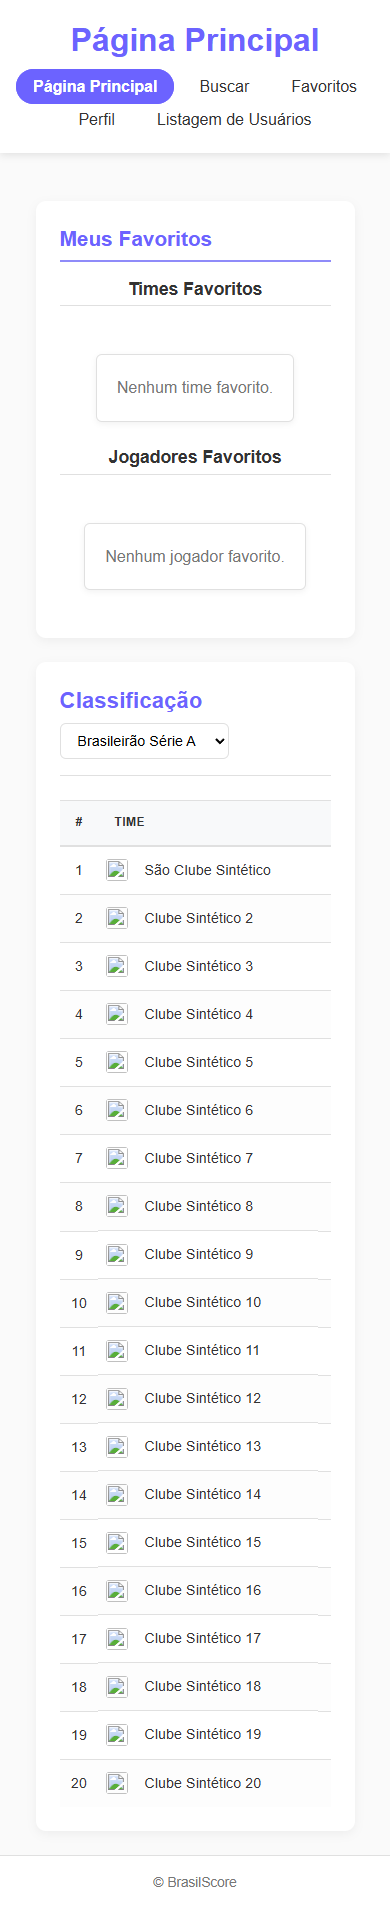 Página Principal
Página Principal Buscar Favoritos
Perfil Listagem de Usuários
Meus Favoritos
Times Favoritos
Nenhum time favorito.
Jogadores Favoritos
Nenhum jogador favorito.
Classificação
Brasileirão Série A
# TIME
1 São Clube Sintético
2 Clube Sintético 2
3 Clube Sintético 3
4 Clube Sintético 4
5 Clube Sintético 5
6 Clube Sintético 6
7 Clube Sintético 7
8 Clube Sintético 8
9 Clube Sintético 9
10 Clube Sintético 10
11 Clube Sintético 11
12 Clube Sintético 12
13 Clube Sintético 13
14 Clube Sintético 14
15 Clube Sintético 15
16 Clube Sintético 16
17 Clube Sintético 17
18 Clube Sintético 18
19 Clube Sintético 19
20 Clube Sintético 20
© BrasilScore